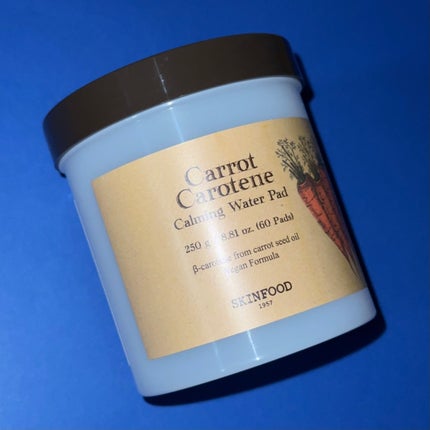 Carrot
Carotene
Calming Water Pad
250 g 8.81 oz. (60 Pads)
β-carotene from carrot seed oil
Vegan Formula
SKINFOOD
1957